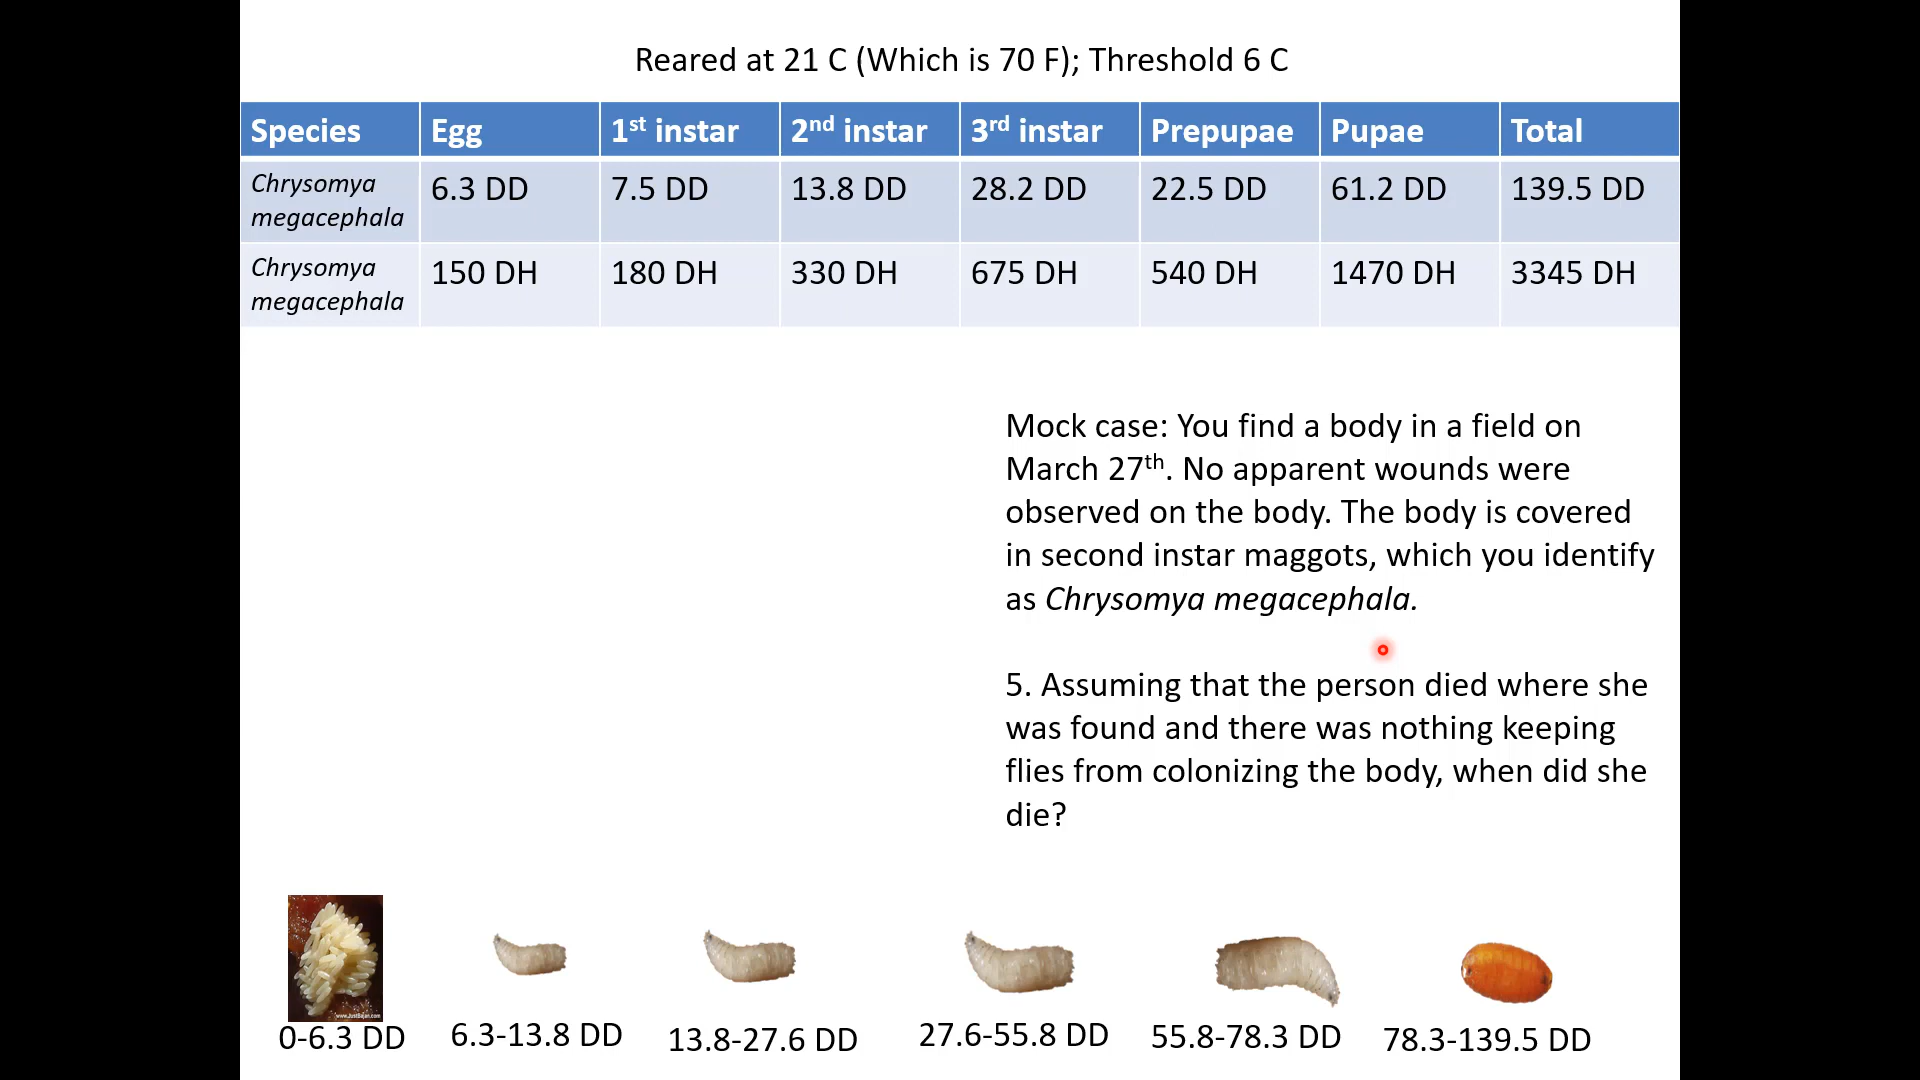 Reared at 21 C (Which is 70 F); Threshold 6 C
Species Egg 1st instar 2nd instar 3rd instar Prepupae Pupae Total
Chrysomya megacephala 6.3 DD 7.5 DD 13.8 DD 28.2 DD 22.5 DD 61.2 DD 139.5 DD
Chrysomya megacephala 150 DH 180 DH 330 DH 675 DH 540 DH 1470 DH 3345 DH
Mock case: You find a body in a field on
March 27th. No apparent wounds were
observed on the body. The body is covered
in second instar maggots, which you identify
as Chrysomya megacephala.
5. Assuming that the person died where she
was found and there was nothing keeping
flies from colonizing the body, when did she
die?
www.JustBajan.com
0-6.3 DD 6.3-13.8 DD 13.8-27.6 DD 27.6-55.8 DD 55.8-78.3 DD 78.3-139.5 DD